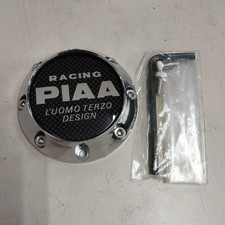 RACING
PIAA
L'UOMO TERZO
DESIGN